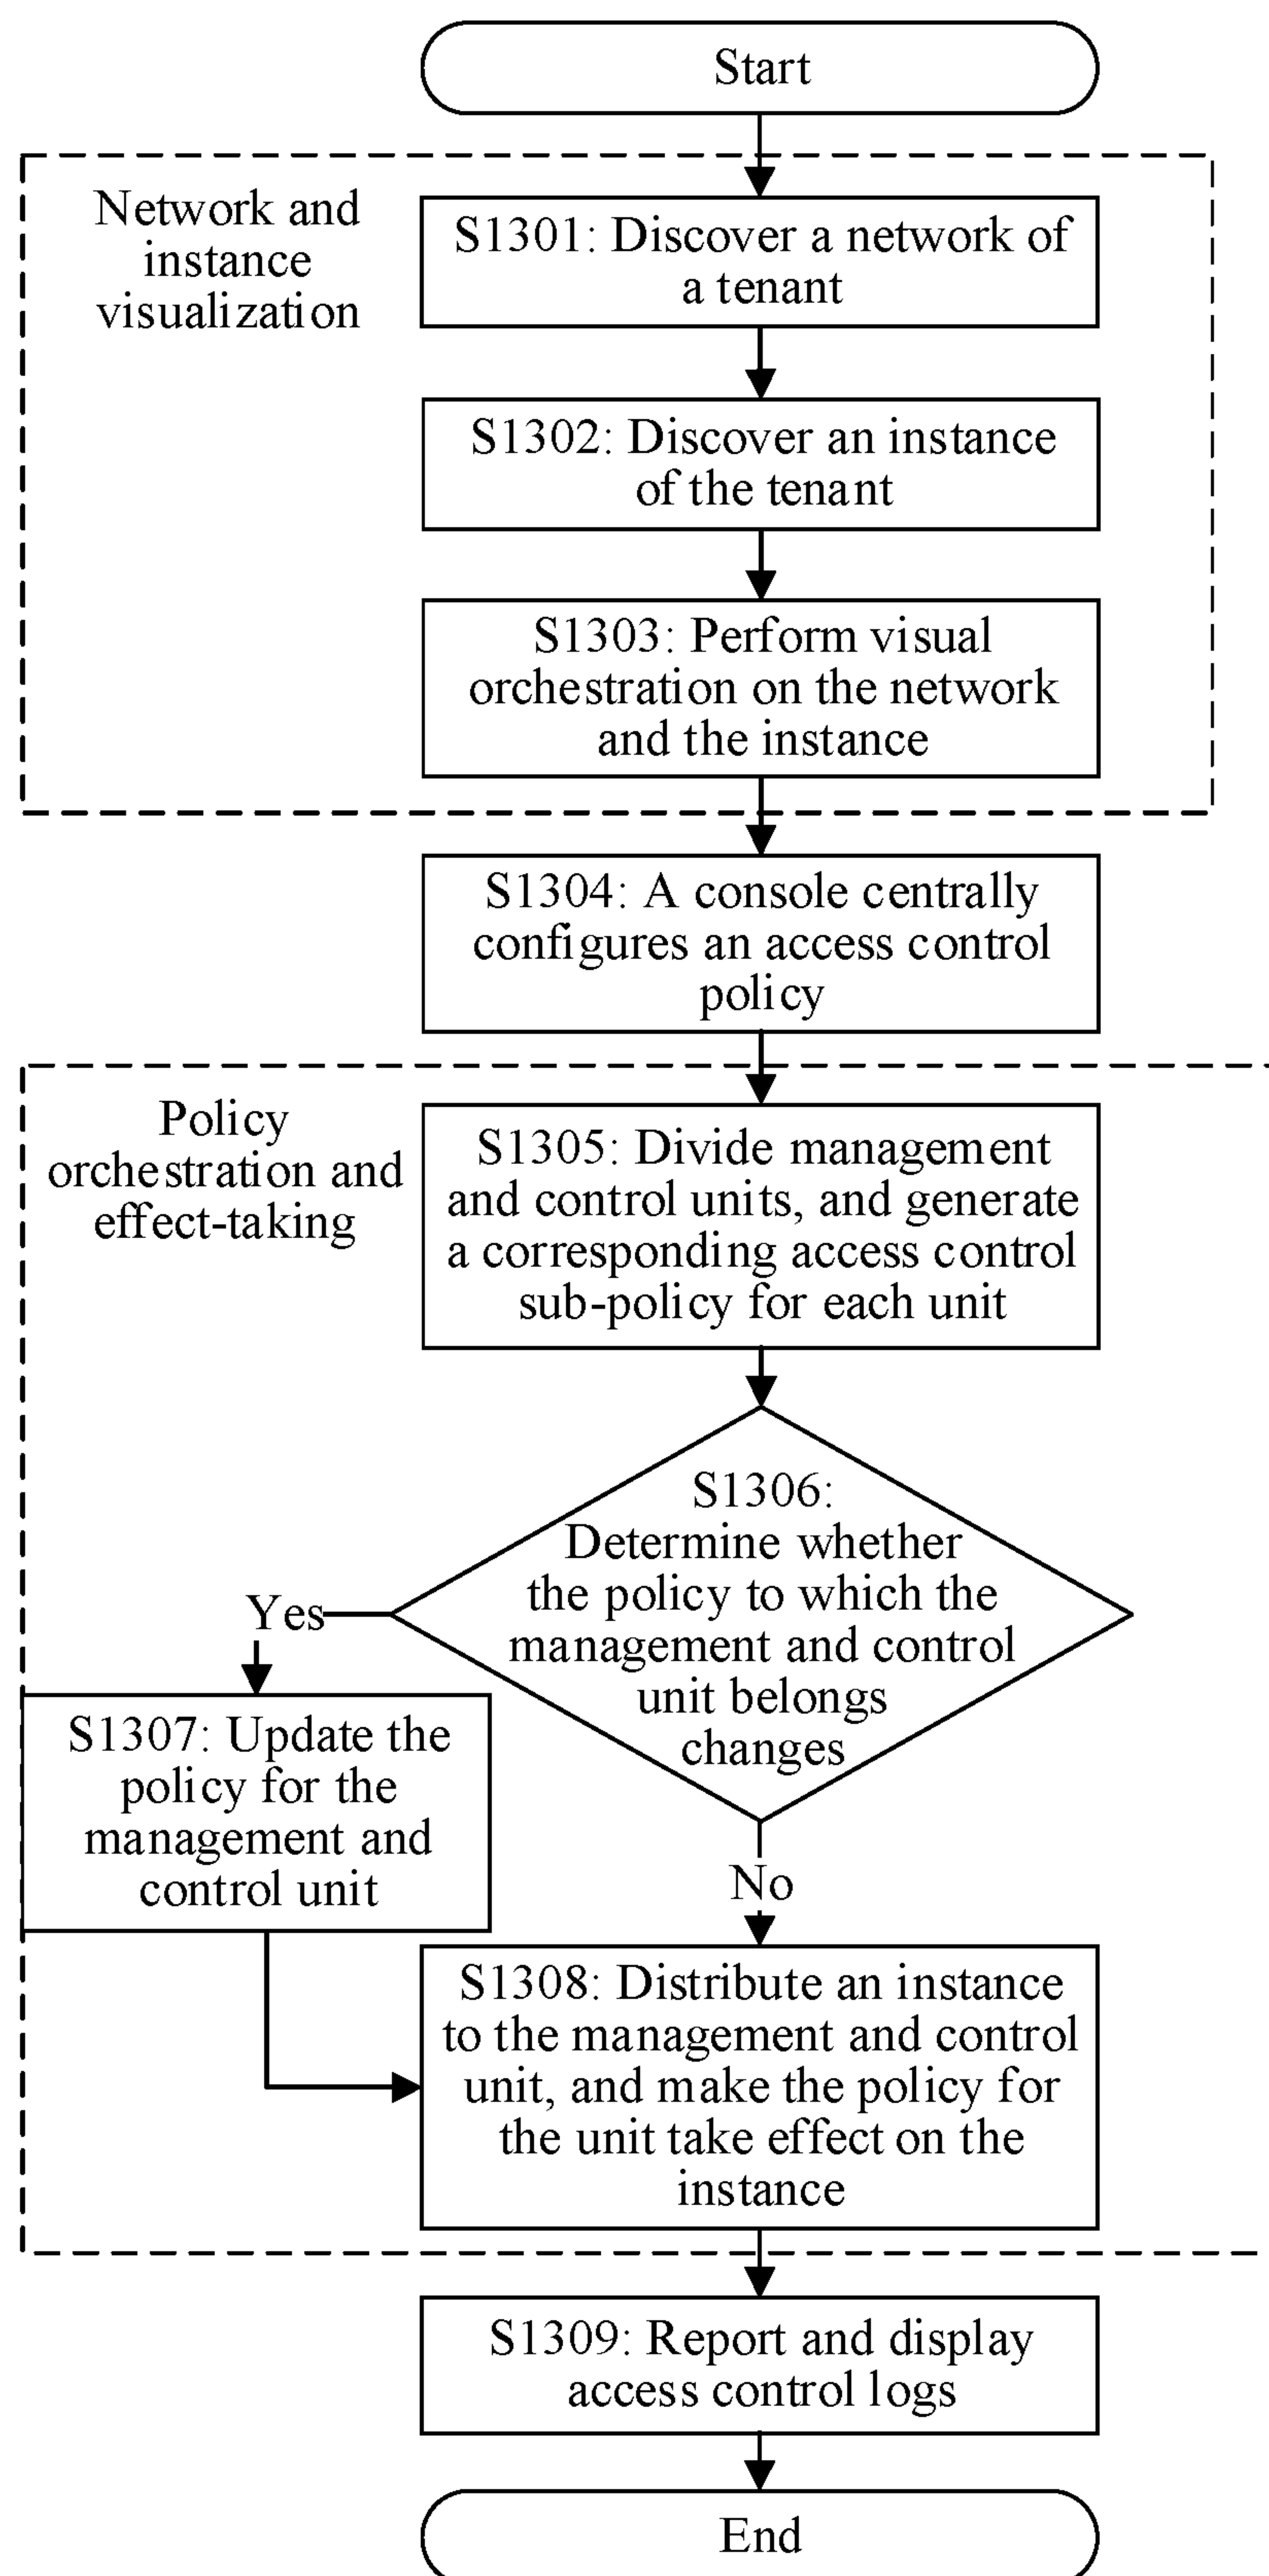 Start
Network and
instance
visualization
S1301: Discover a network of
a tenant
S1302: Discover an instance
of the tenant
S1303: Perform visual
orchestration on the network
and the instance
S1304: A console centrally
configures an access control
policy
Policy
orchestration and
effect-taking
S1305: Divide management
and control units, and generate
a corresponding access control
sub-policy for each unit
S1306:
Determine whether
the policy to which the
management and control
unit belongs
changes
Yes
S1307: Update the
policy for the
management and
control unit
No
S1308: Distribute an instance
to the management and control
unit, and make the policy for
the unit take effect on the
instance
S1309: Report and display
access control logs
End